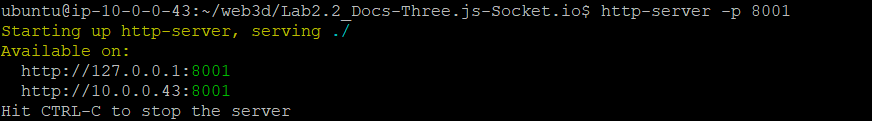 ubuntu@ip-10-0-0-43:~/web3d/Lab2.2_Docs-Three.js-Socket.io$ http-server -p 8001
Starting up http-server, serving ./
Available on:
  http://127.0.0.1:8001
  http://10.0.0.43:8001
Hit CTRL-C to stop the server